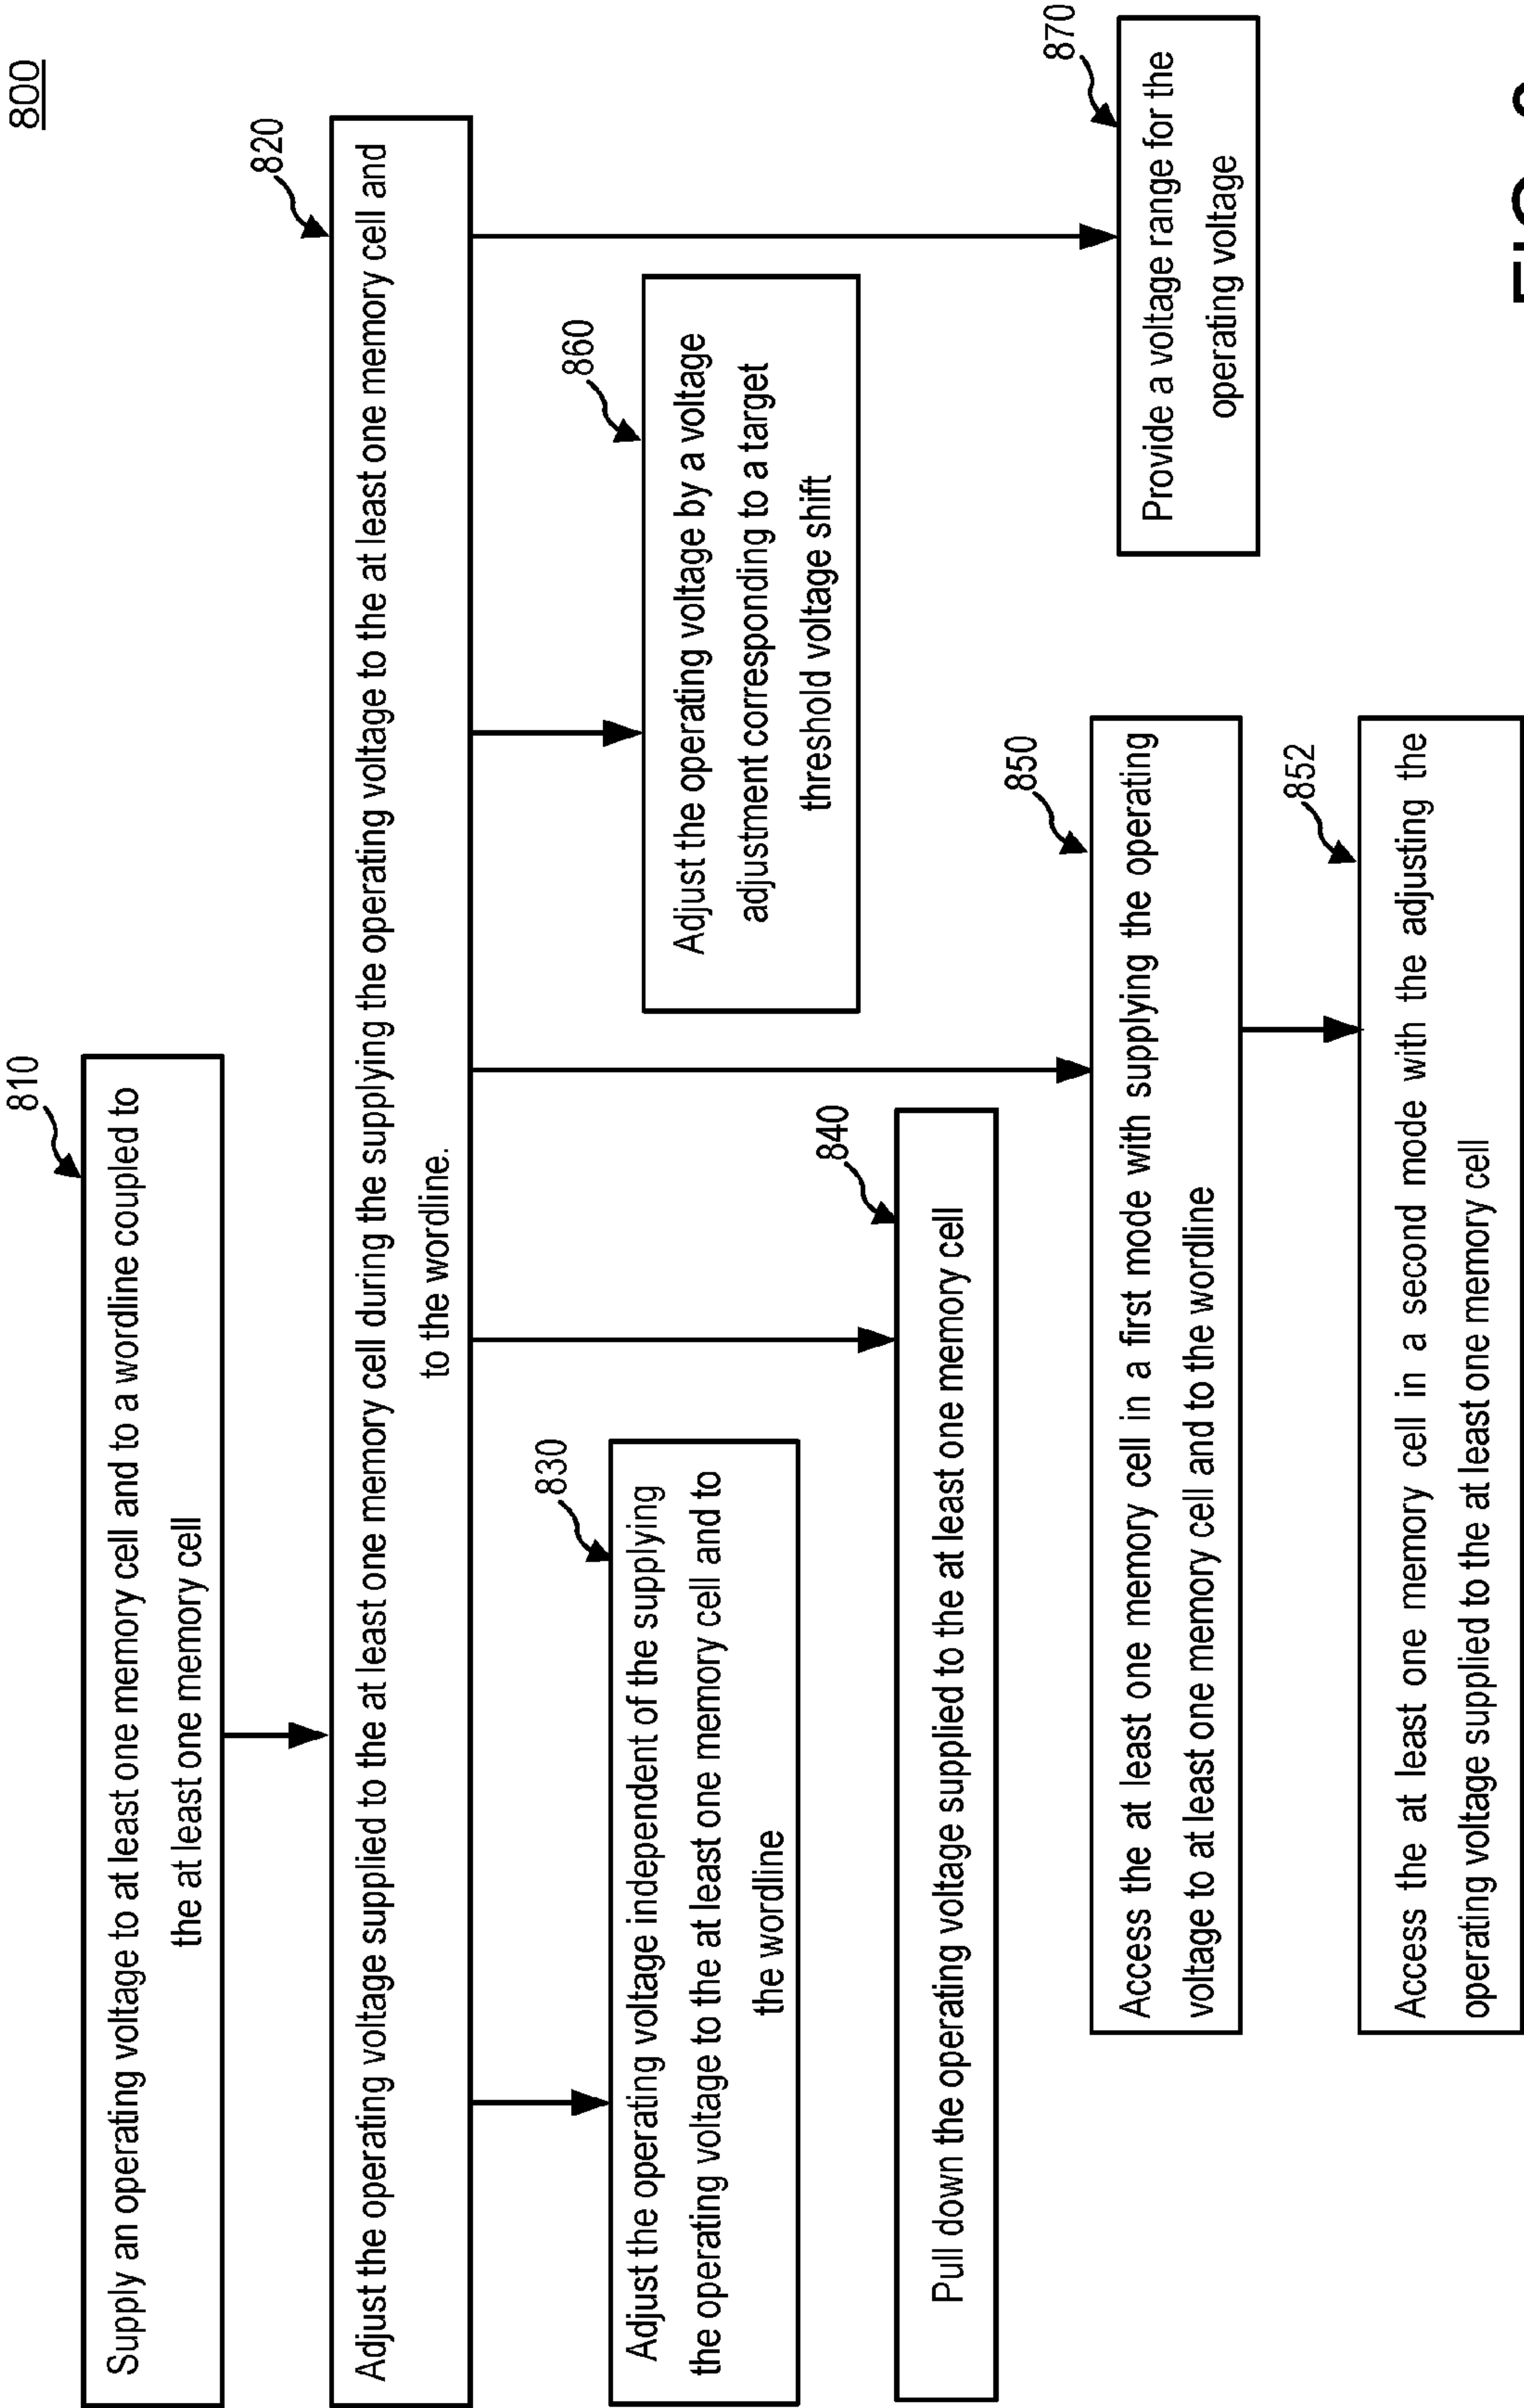 800
810
Supply an operating voltage to at least one memory cell and to a wordline coupled to
the at least one memory cell
820
Adjust the operating voltage supplied to the at least one memory cell during the supplying the operating voltage to the at least one memory cell and
to the wordline.
830
Adjust the operating voltage independent of the supplying
the operating voltage to the at least one memory cell and to
the wordline
860
Adjust the operating voltage by a voltage
adjustment corresponding to a target
threshold voltage shift
840
Pull down the operating voltage supplied to the at least one memory cell
850
Access the at least one memory cell in a first mode with supplying the operating
voltage to at least one memory cell and to the wordline
870
Provide a voltage range for the
operating voltage
852
Access the at least one memory cell in a second mode with the adjusting the
operating voltage supplied to the at least one memory cell